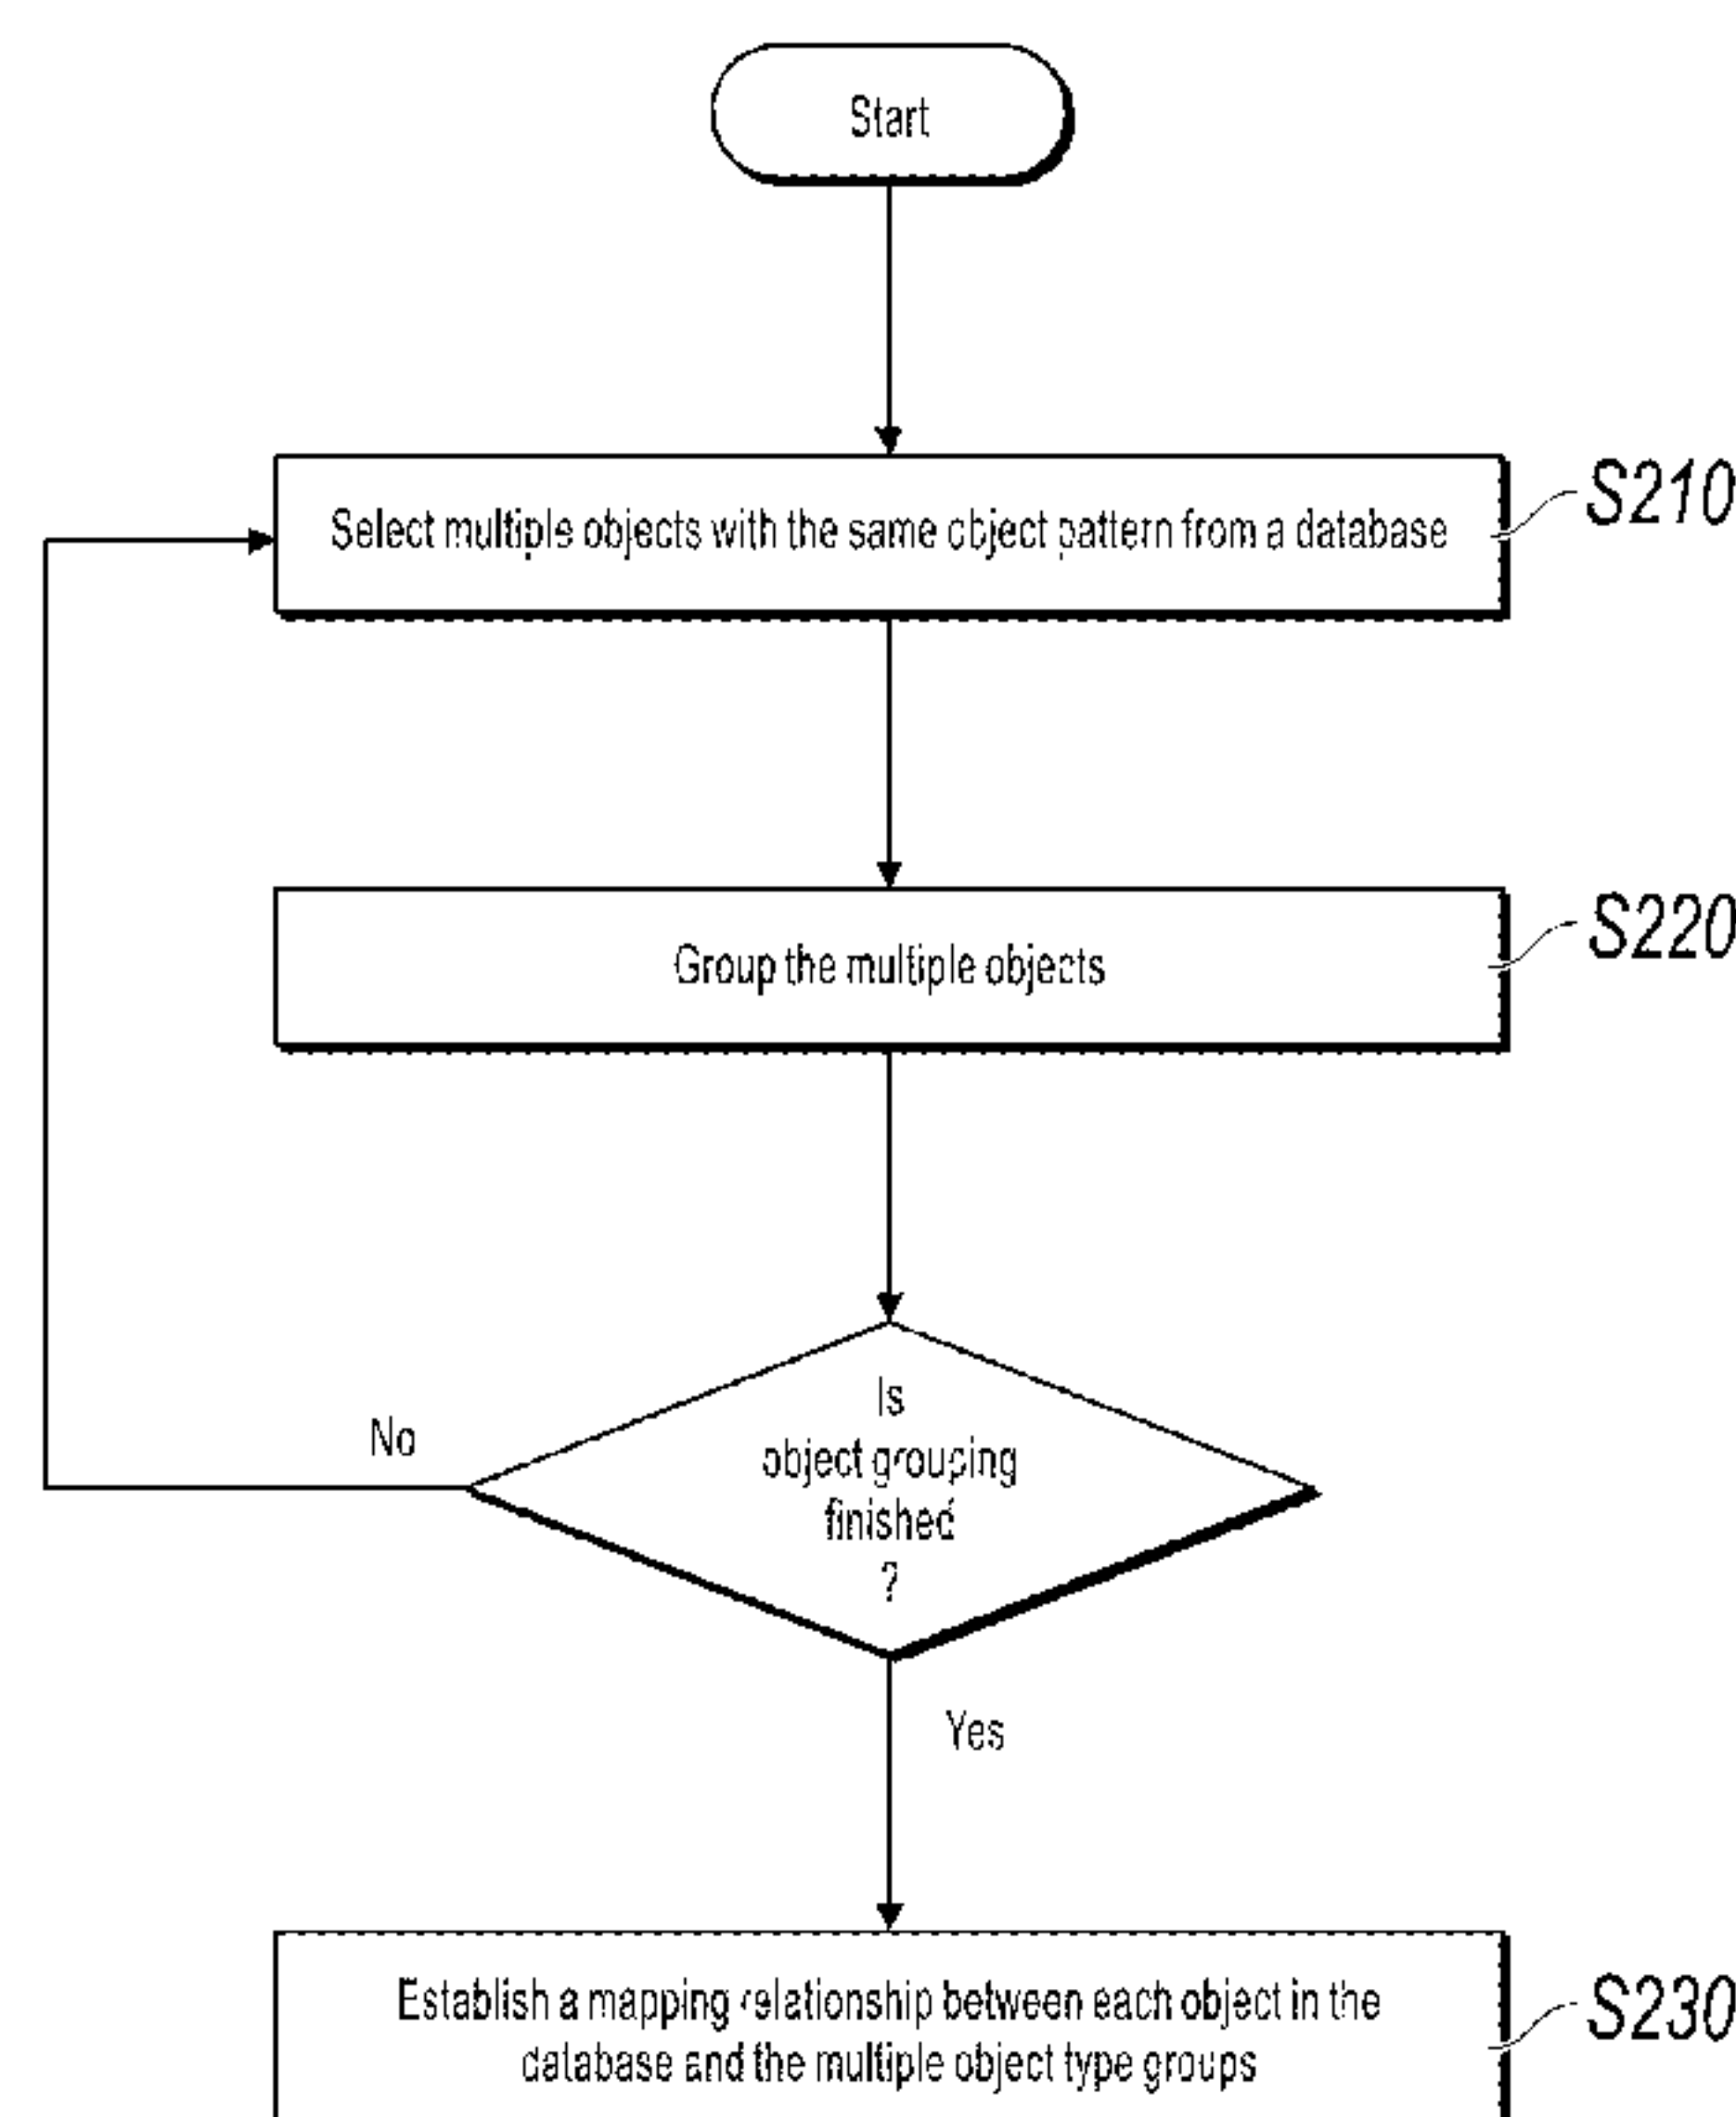 Start
Select multiple objects with the same object pattern from a database
S210
Group the multiple objects
S220
Is
object grouping
finished
?
No
Yes
Establish a mapping relationship between each object in the
database and the multiple object type groups
S230